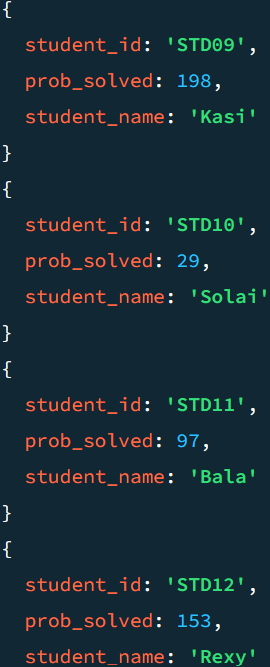 {
student_id: 'STD09',
prob_solved: 198,
student_name: 'Kasi'
}
{
student_id: 'STD10',
prob_solved: 29,
student_name: 'Solai'
}
{
student_id: 'STD11',
prob_solved: 97,
student_name: 'Bala'
}
{
student_id: 'STD12',
prob_solved: 153,
student_name: 'Rexy'